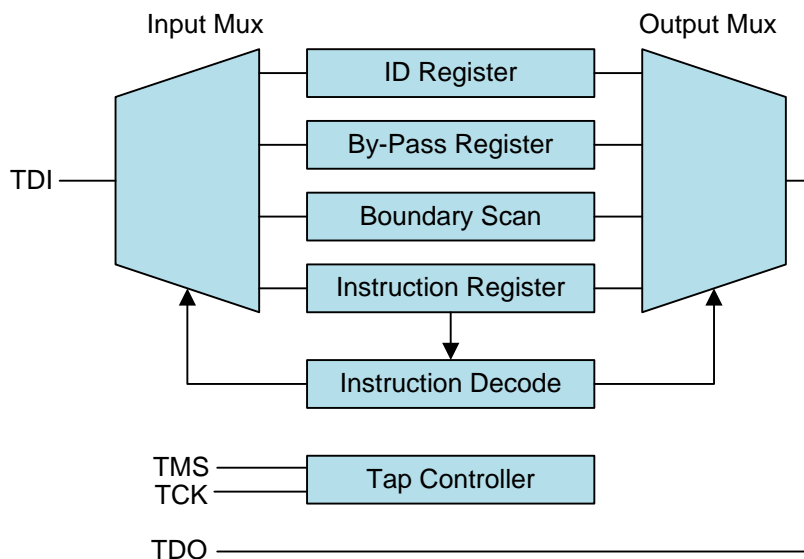 Input Mux
Output Mux
ID Register
By-Pass Register
TDI
Boundary Scan
Instruction Register
Instruction Decode
TMS
TCK
Tap Controller
TDO